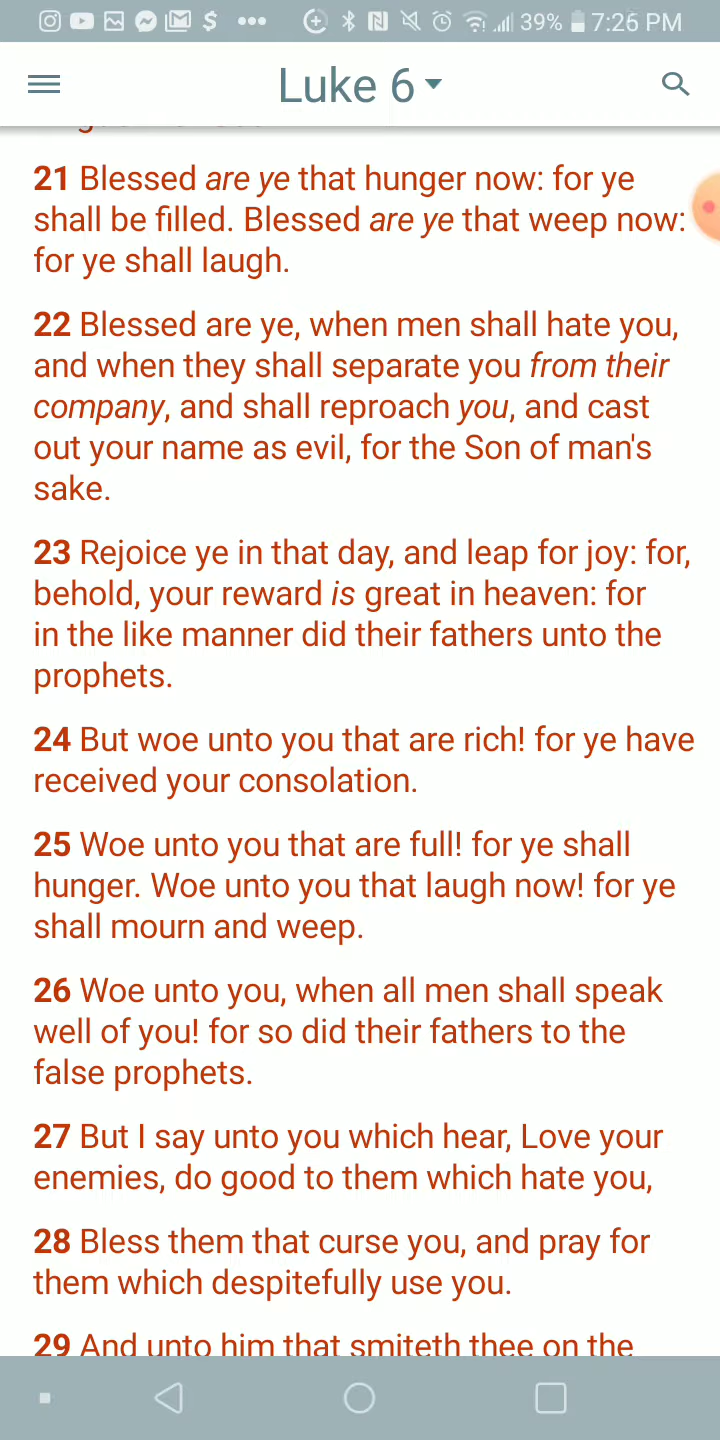 39% 7:26 PM
Luke 6
21 Blessed are ye that hunger now: for ye
shall be filled. Blessed are ye that weep now:
for ye shall laugh.
22 Blessed are ye, when men shall hate you,
and when they shall separate you from their
company, and shall reproach you, and cast
out your name as evil, for the Son of man's
sake.
23 Rejoice ye in that day, and leap for joy: for,
behold, your reward is great in heaven: for
in the like manner did their fathers unto the
prophets.
24 But woe unto you that are rich! for ye have
received your consolation.
25 Woe unto you that are full! for ye shall
hunger. Woe unto you that laugh now! for ye
shall mourn and weep.
26 Woe unto you, when all men shall speak
well of you! for so did their fathers to the
false prophets.
27 But I say unto you which hear, Love your
enemies, do good to them which hate you,
28 Bless them that curse you, and pray for
them which despitefully use you.
29 And unto him that smiteth thee on the